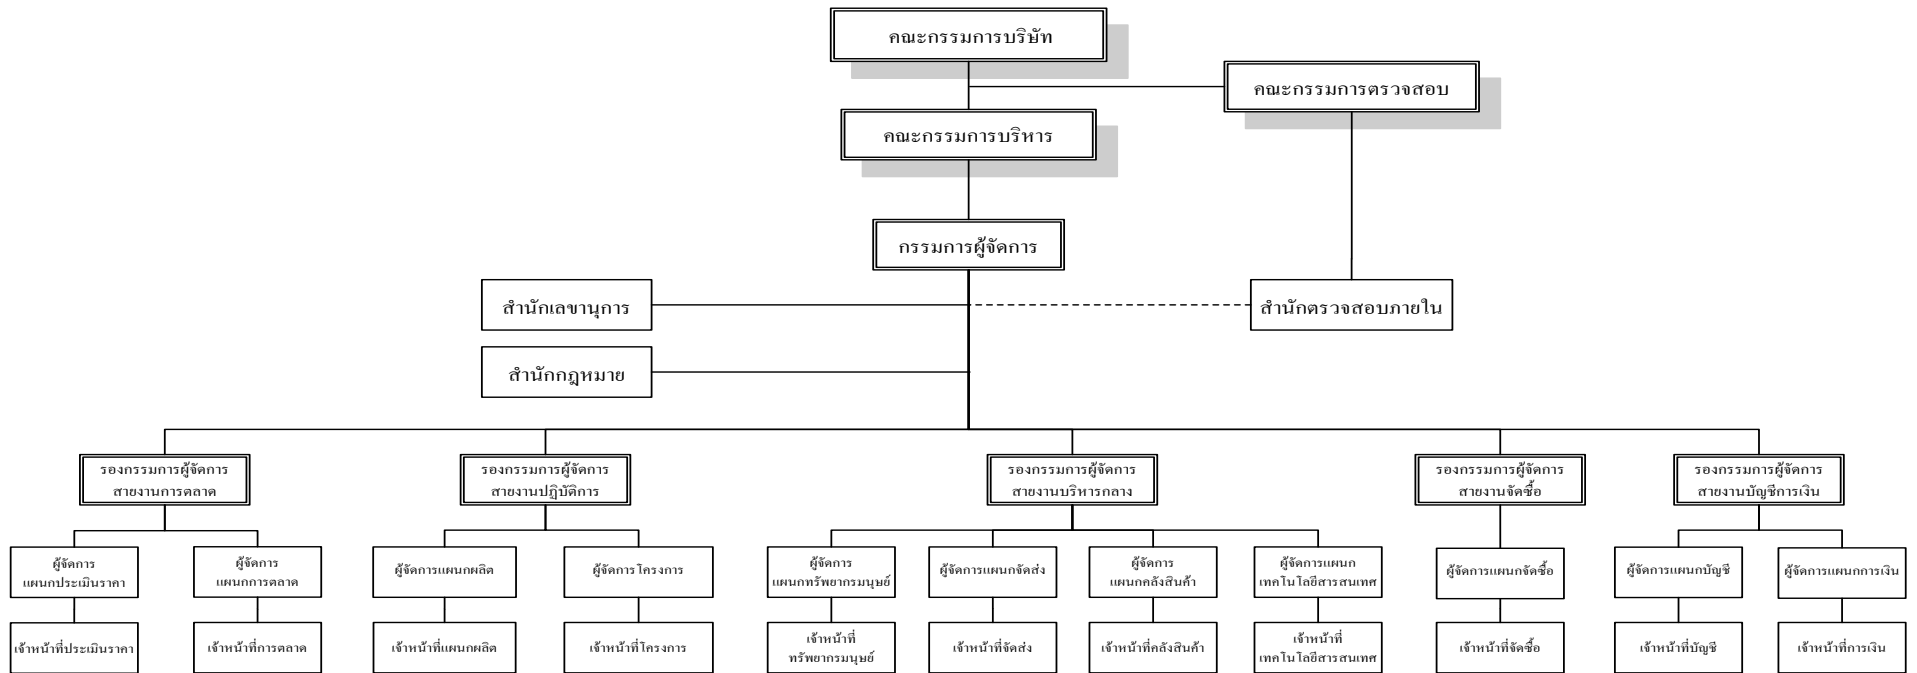 คณะกรรมการบริษัท
คณะกรรมการตรวจสอบ
คณะกรรมการบริหาร
กรรมการผู้จัดการ
สำนักเลขานุการ
สำนักตรวจสอบภายใน
สำนักกฎหมาย
รองกรรมการผู้จัดการ
สายงานการตลาด
รองกรรมการผู้จัดการ
สายงานปฏิบัติการ
รองกรรมการผู้จัดการ
สายงานบริหารกลาง
รองกรรมการผู้จัดการ
สายงานจัดซื้อ
รองกรรมการผู้จัดการ
สายงานบัญชีการเงิน
ผู้จัดการ
แผนกประเมินราคา
ผู้จัดการ
แผนกการตลาด
ผู้จัดการแผนกผลิต
ผู้จัดการโครงการ
ผู้จัดการ
แผนกทรัพยากรมนุษย์
ผู้จัดการแผนกจัดส่ง
ผู้จัดการ
แผนกคลังสินค้า
ผู้จัดการแผนก
เทคโนโลยีสารสนเทศ
ผู้จัดการแผนกจัดซื้อ
ผู้จัดการแผนกบัญชี
ผู้จัดการแผนกการเงิน
เจ้าหน้าที่ประเมินราคา
เจ้าหน้าที่การตลาด
เจ้าหน้าที่แผนกผลิต
เจ้าหน้าที่โครงการ
เจ้าหน้าที่
ทรัพยากรมนุษย์
เจ้าหน้าที่จัดส่ง
เจ้าหน้าที่คลังสินค้า
เจ้าหน้าที่
เทคโนโลยีสารสนเทศ
เจ้าหน้าที่จัดซื้อ
เจ้าหน้าที่บัญชี
เจ้าหน้าที่การเงิน